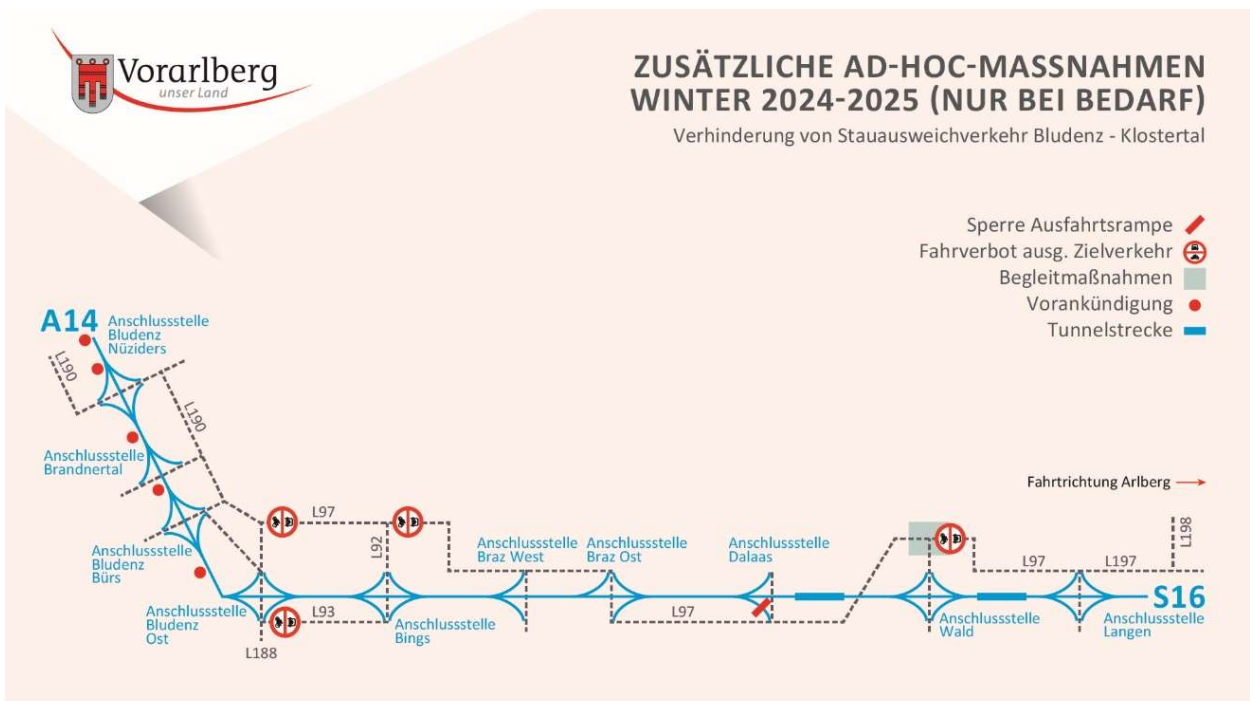 Vorarlberg
unser Land
ZUSÄTZLICHE AD-HOC-MASSNAHMEN
WINTER 2024-2025 (NUR BEI BEDARF)
Verhinderung von Stauausweichverkehr Bludenz - Klostertal
Sperre Ausfahrtsrampe
Fahrverbot ausg. Zielverkehr
Begleitmaßnahmen
Vorankündigung
Tunnelstrecke
A14
Anschlussstelle
Bludenz
Nüziders
L190
L190
Anschlussstelle
Brandnertal
Fahrtrichtung Arlberg
Anschlussstelle
Bludenz
Bürs
L97
L92
Anschlussstelle
Braz West
Anschlussstelle
Braz Ost
Anschlussstelle
Dalaas
L97
L197
L198
S16
Anschlussstelle
Bludenz
Ost
L93
L188
Anschlussstelle
Bings
L97
Anschlussstelle
Wald
Anschlussstelle
Langen